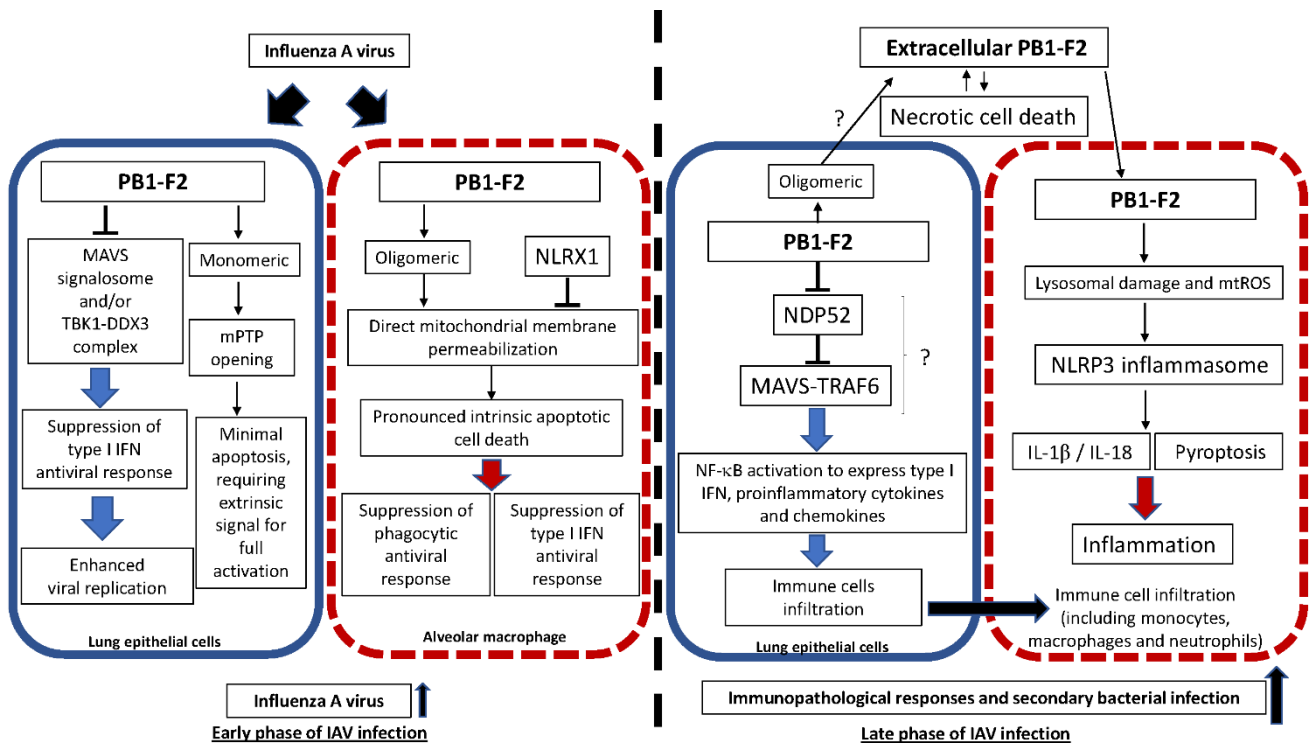 Influenza A virus
PB1-F2
MAVS
signalosome
and/or
TBK1-DDX3
complex
Monomeric
mPTP
opening
Suppression of
type I IFN
antiviral response
Minimal
apoptosis,
requiring
extrinsic
signal for
full
activation
Enhanced
viral replication
Lung epithelial cells
PB1-F2
Oligomeric
NLRX1
Direct mitochondrial membrane
permeabilization
Pronounced intrinsic apoptotic
cell death
Suppression of
phagocytic
antiviral
response
Suppression of
type I IFN
antiviral
response
Alveolar macrophage
Influenza A virus
Early phase of IAV infection
Extracellular PB1-F2
Necrotic cell death
?
Oligomeric
PB1-F2
NDP52
MAVS-TRAF6
?
NF-κB activation to express type I
IFN, proinflammatory cytokines
and chemokines
Immune cells
infiltration
Lung epithelial cells
PB1-F2
Lysosomal damage and mtROS
NLRP3 inflammasome
IL-1β / IL-18
Pyroptosis
Inflammation
Immune cell infiltration
(including monocytes,
macrophages and neutrophils)
Immunopathological responses and secondary bacterial infection
Late phase of IAV infection